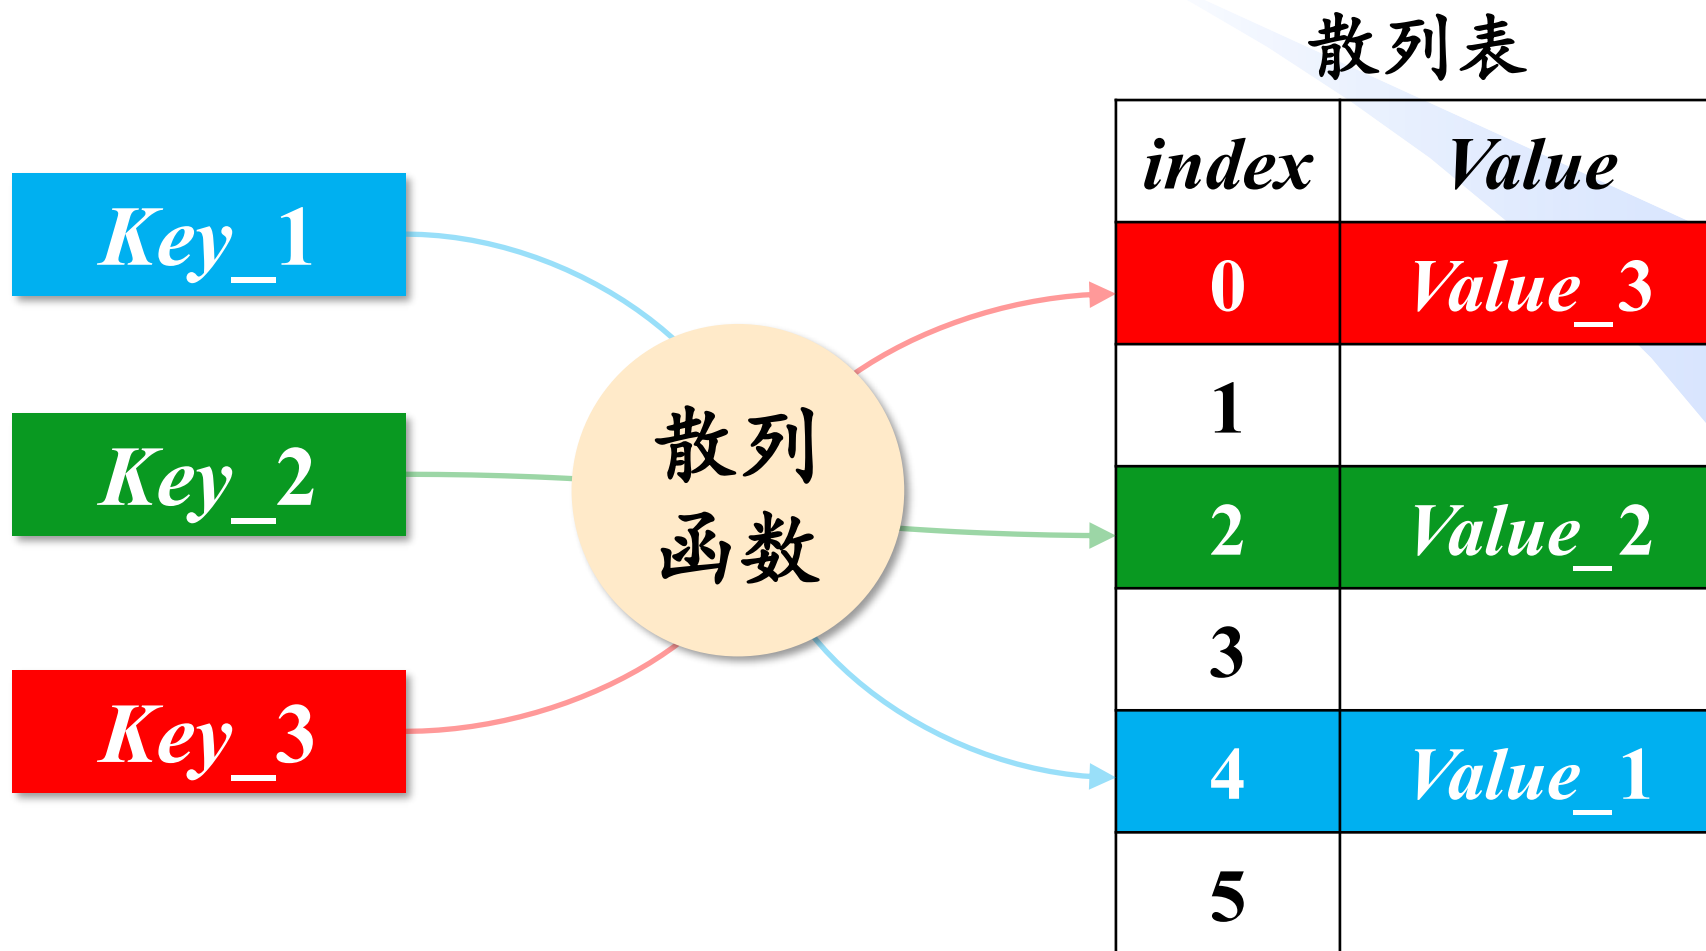 散列表
index Value
Key_1
0 Value_3
1
散列
函数
Key_2
2 Value_2
3
Key_3
4 Value_1
5